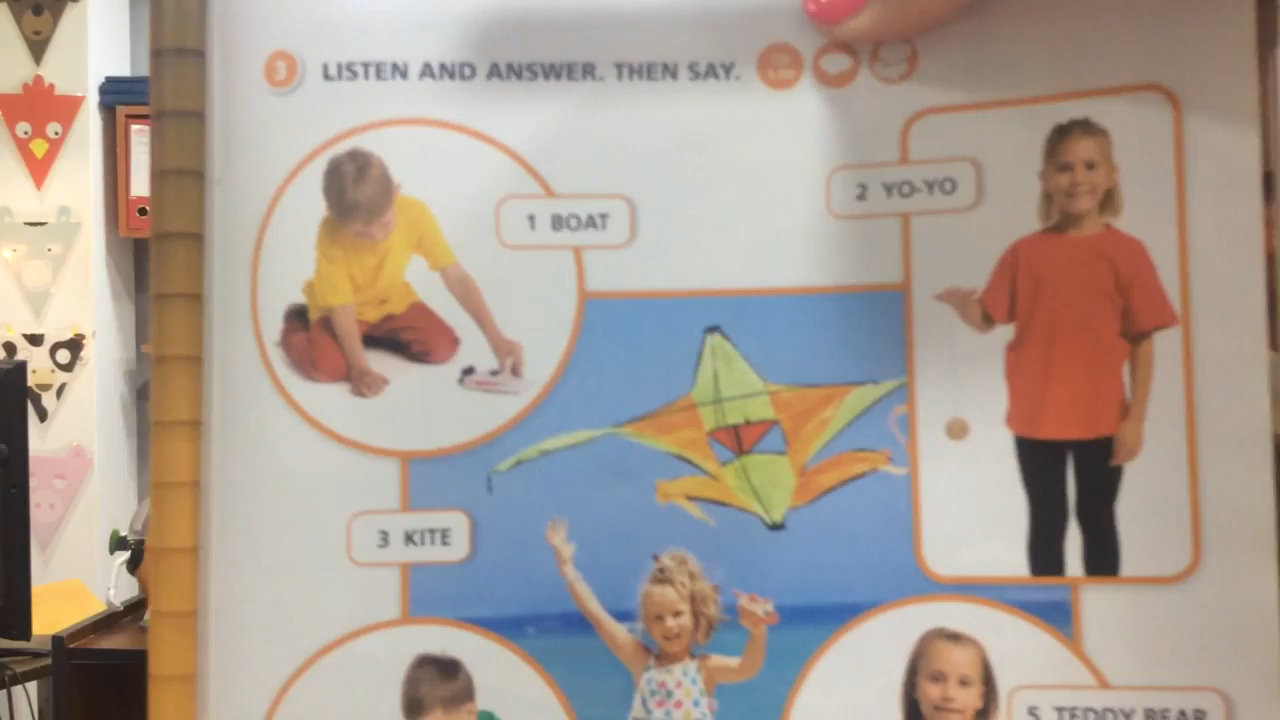 3 LISTEN AND ANSWER. THEN SAY.
1 BOAT
2 YO-YO
3 KITE
5 TEDDY BEAR